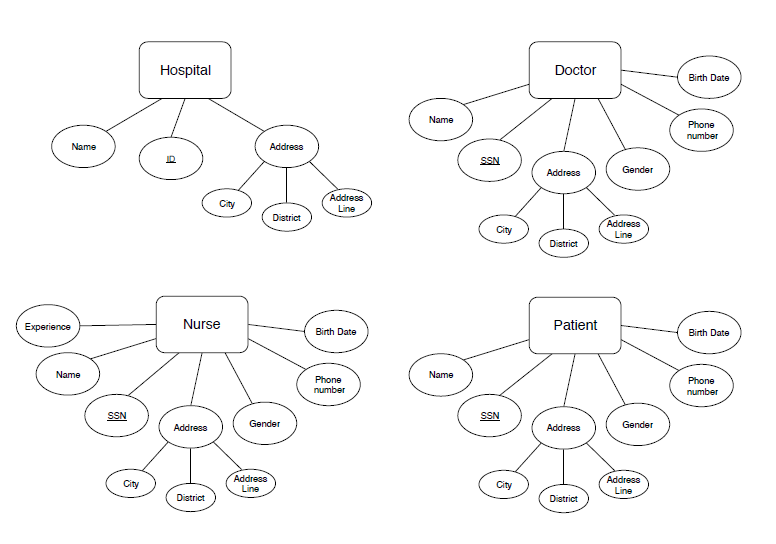 Hospital
Name
ID
Address
City
District
Address
Line
Doctor
Birth Date
Name
Phone
number
SSN
Address
Gender
City
District
Address
Line
Nurse
Experience
Birth Date
Name
Phone
number
SSN
Address
Gender
City
District
Address
Line
Patient
Birth Date
Name
Phone
number
SSN
Address
Gender
City
District
Address
Line